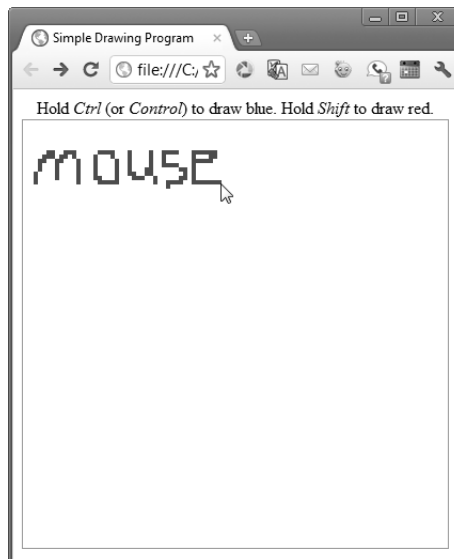 Simple Drawing Program
file:///C:/
Hold Ctrl (or Control) to draw blue. Hold Shift to draw red.
mouse